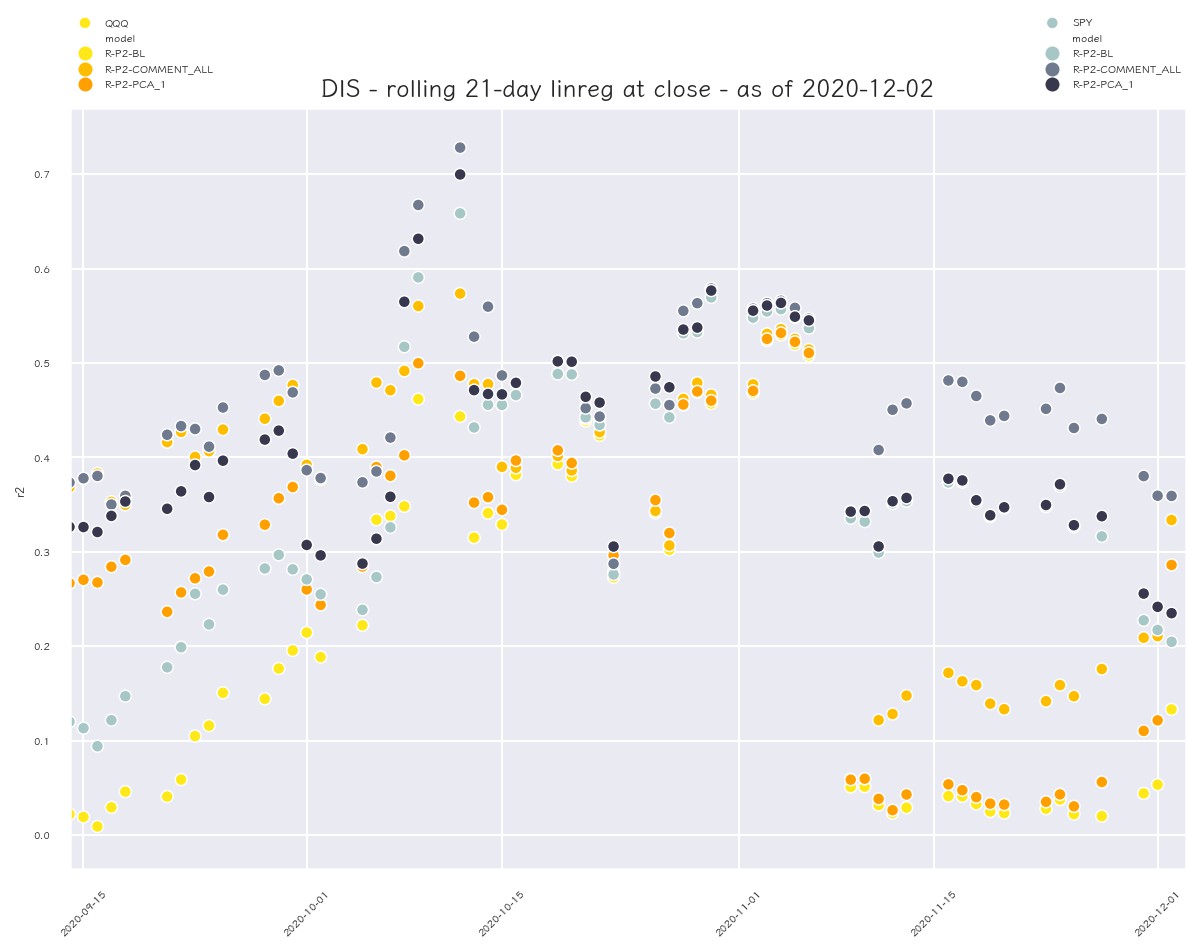 QQQ
model
R-P2-BL
R-P2-COMMENT_ALL
R-P2-PCA_1
SPY
model
R-P2-BL
R-P2-COMMENT_ALL
R-P2-PCA_1
DIS - rolling 21-day linreg at close - as of 2020-12-02
0.7
0.6
0.5
0.4
0.3
0.2
0.1
0.0
r2
2020-09-15
2020-10-01
2020-10-15
2020-11-01
2020-11-15
2020-12-01